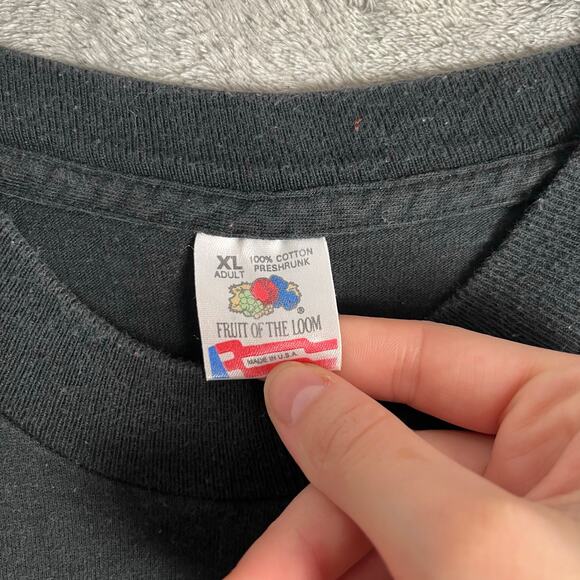 XL 100% COTTON
ADULT PRESHRUNK
FRUIT OF THE LOOM ®
MADE IN U.S.A.